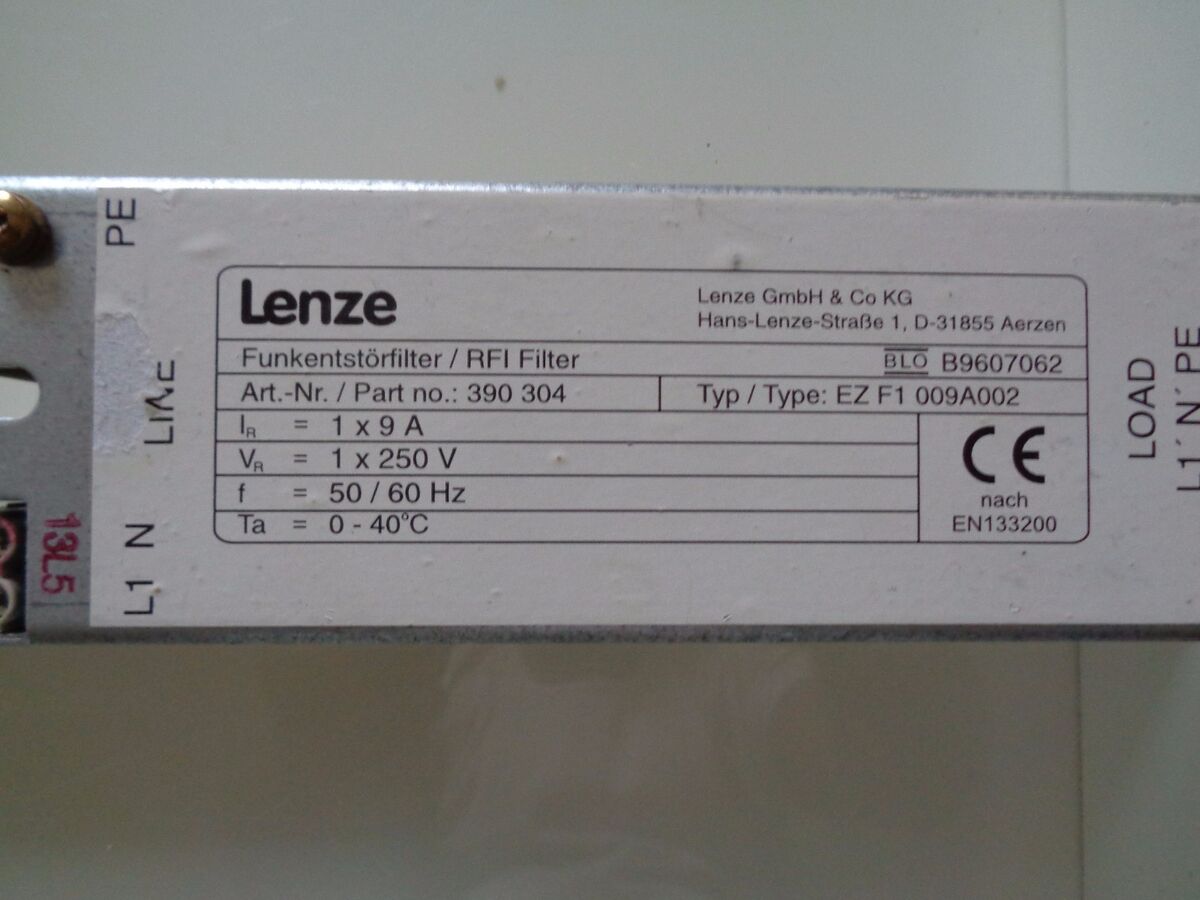 PE
LINE
L1 N
13L5
Lenze
Lenze GmbH & Co KG
Hans-Lenze-Straße 1, D-31855 Aerzen
Funkentstörfilter / RFI Filter
BLO B9607062
Art.-Nr. / Part no.: 390 304
Typ / Type: EZ F1 009A002
IR = 1 x 9 A
VR = 1 x 250 V
f = 50 / 60 Hz
Ta = 0 - 40°C
CE
nach
EN133200
LOAD
L1´ N´ PE